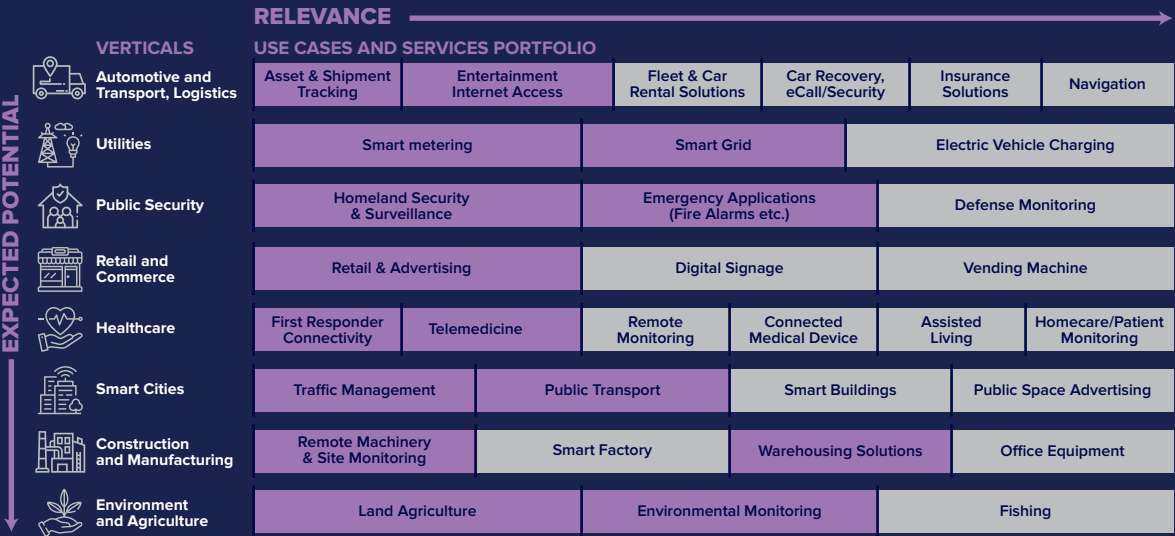 RELEVANCE
VERTICALS
USE CASES AND SERVICES PORTFOLIO
EXPECTED POTENTIAL
Automotive and
Transport, Logistics
Asset & Shipment
Tracking
Entertainment
Internet Access
Fleet & Car
Rental Solutions
Car Recovery,
eCall/Security
Insurance
Solutions
Navigation
Utilities
Smart metering
Smart Grid
Electric Vehicle Charging
Public Security
Homeland Security
& Surveillance
Emergency Applications
(Fire Alarms etc.)
Defense Monitoring
Retail and
Commerce
Retail & Advertising
Digital Signage
Vending Machine
Healthcare
First Responder
Connectivity
Telemedicine
Remote
Monitoring
Connected
Medical Device
Assisted
Living
Homecare/Patient
Monitoring
Smart Cities
Traffic Management
Public Transport
Smart Buildings
Public Space Advertising
Construction
and Manufacturing
Remote Machinery
& Site Monitoring
Smart Factory
Warehousing Solutions
Office Equipment
Environment
and Agriculture
Land Agriculture
Environmental Monitoring
Fishing